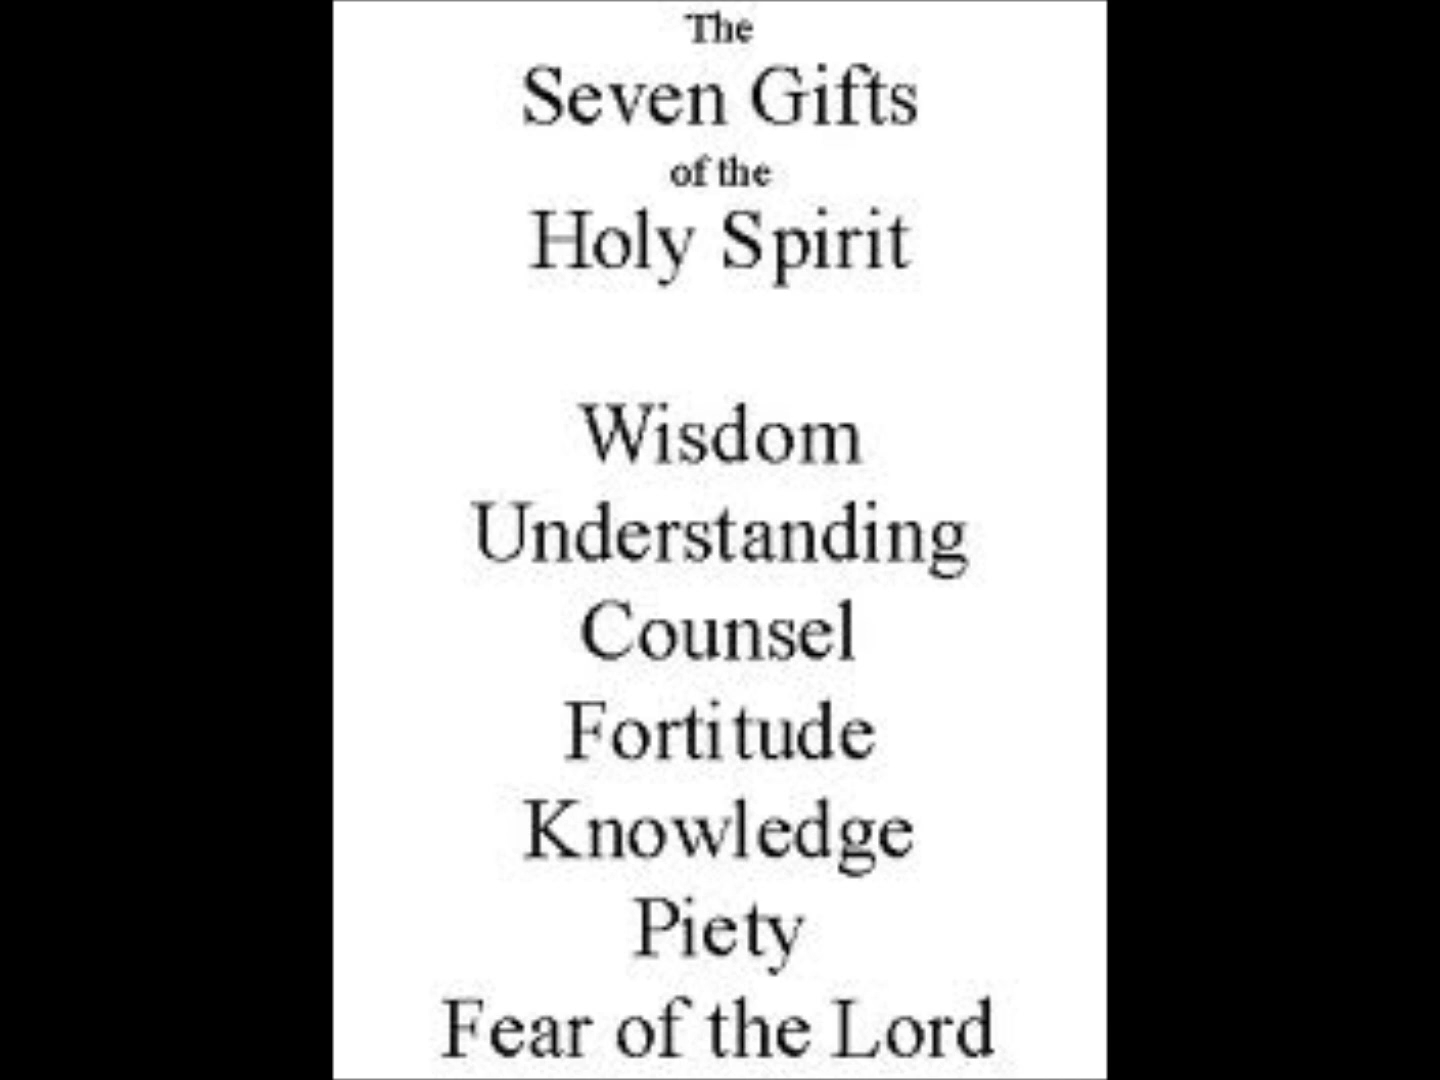 The
Seven Gifts
of the
Holy Spirit
Wisdom
Understanding
Counsel
Fortitude
Knowledge
Piety
Fear of the Lord